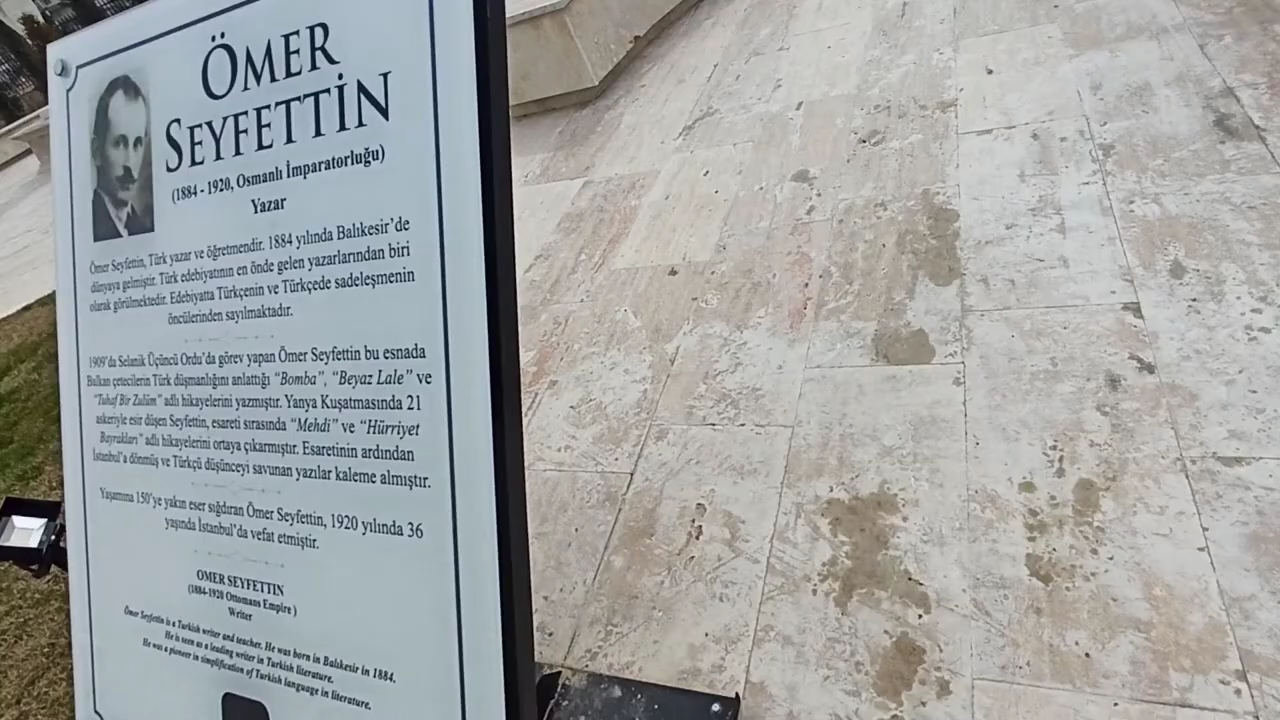 ÖMER
SEYFETTİN
(1884 - 1920, Osmanlı İmparatorluğu)
Yazar
Ömer Seyfettin, Türk yazar ve öğretmendir. 1884 yılında Balıkesir’de
dünyaya gelmiştir. Türk edebiyatının en önde gelen yazarlarından biri
olarak görülmektedir. Edebiyatta Türkçenin ve Türkçede sadeleşmenin
öncülerinden sayılmaktadır.
1909’da Selanik Üçüncü Ordu’da görev yapan Ömer Seyfettin bu esnada
Balkan çetecilerin Türk düşmanlığını anlattığı “Bomba”, “Beyaz Lale” ve
“Tuhaf Bir Zulüm” adlı hikayelerini yazmıştır. Yanya Kuşatmasında 21
askeriyle esir düşen Seyfettin, esareti sırasında “Mehdi” ve “Hürriyet
Bayrakları” adlı hikayelerini ortaya çıkarmıştır. Esaretinin ardından
İstanbul’a dönmüş ve Türkçü düşünceyi savunan yazılar kaleme almıştır.
Yaşamına 150’ye yakın eser sığdıran Ömer Seyfettin, 1920 yılında 36
yaşında İstanbul’da vefat etmiştir.
OMER SEYFETTIN
(1884-1920 Ottomans Empire )
Writer
Ömer Seyfettin is a Turkish writer and teacher. He was born in Balıkesir in 1884.
He is seen as a leading writer in Turkish literature.
He was a pioneer in simplification of Turkish language in literature.